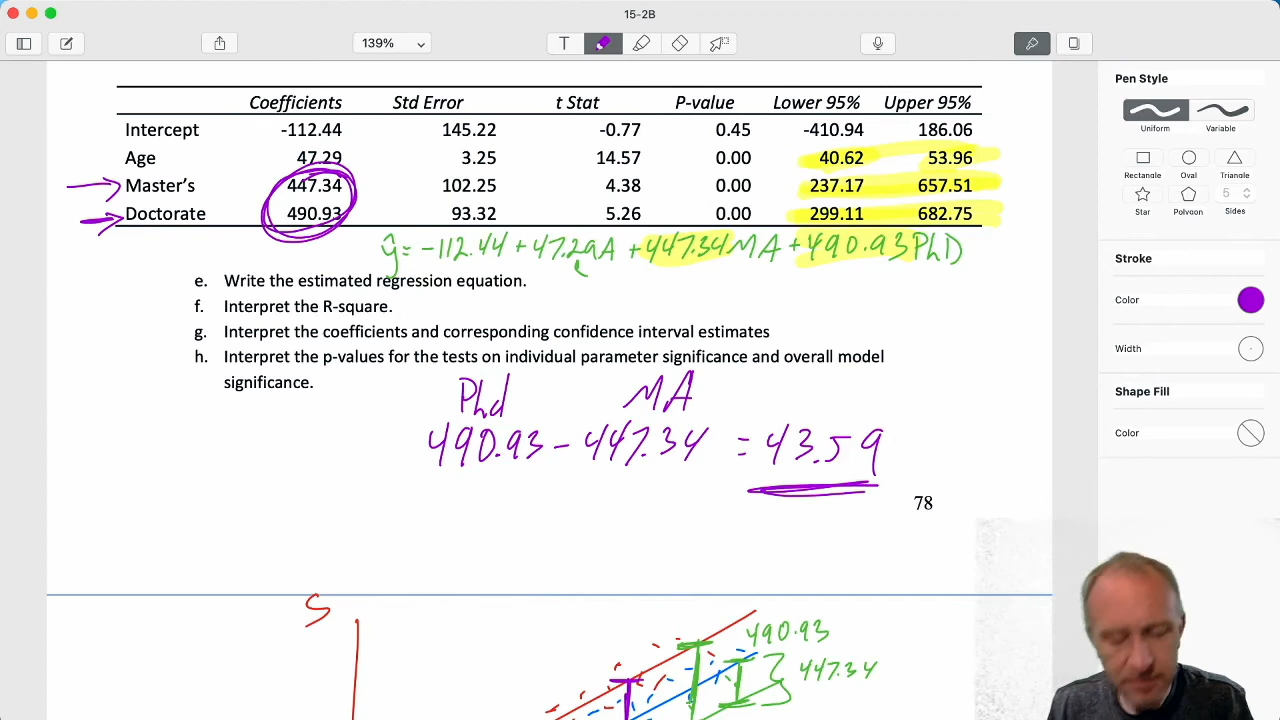 15-2B
139%
T
Pen Style
Uniform Variable
Rectangle Oval Triangle
Star Polygon 5 Sides
Stroke
Color
Width
Shape Fill
Color
Coefficients Std Error t Stat P-value Lower 95% Upper 95%
Intercept -112.44 145.22 -0.77 0.45 -410.94 186.06
Age 47.29 3.25 14.57 0.00 40.62 53.96
Master's 447.34 102.25 4.38 0.00 237.17 657.51
Doctorate 490.93 93.32 5.26 0.00 299.11 682.75
ŷ = -112.44 + 47.29A + 447.34MA + 490.93PhD
e. Write the estimated regression equation.
f. Interpret the R-square.
g. Interpret the coefficients and corresponding confidence interval estimates
h. Interpret the p-values for the tests on individual parameter significance and overall model
significance.
Phd MA
490.93 - 447.34 = 43.59
78
S
490.93
447.34